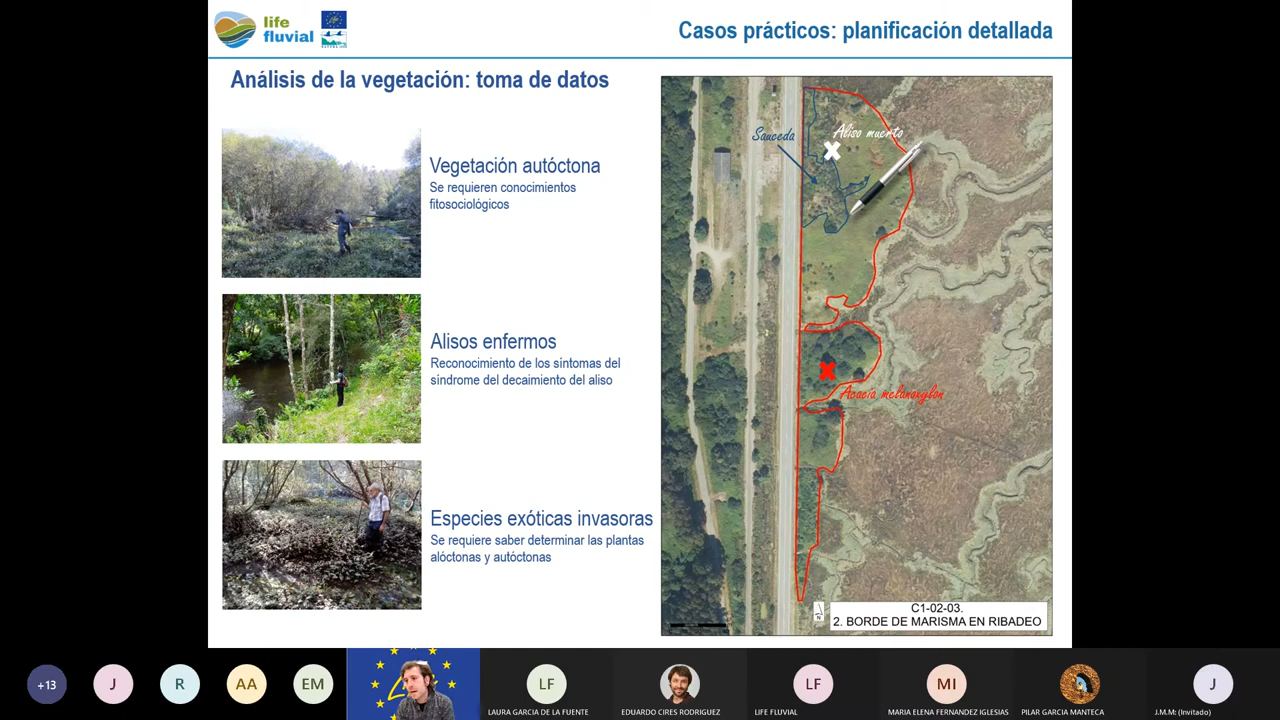 life
fluvial
Casos prácticos: planificación detallada
Análisis de la vegetación: toma de datos
Vegetación autóctona
Se requieren conocimientos
fitosociológicos
Alisos enfermos
Reconocimiento de los síntomas del
síndrome del decaimiento del aliso
Especies exóticas invasoras
Se requiere saber determinar las plantas
alóctonas y autóctonas
Sauceda
Aliso muerto
Acacia melanoxylon
N
C1-02-03.
2. BORDE DE MARISMA EN RIBADEO
+13
J
R
AA
EM
LF
LF
MI
J
LAURA GARCIA DE LA FUENTE
EDUARDO CIRES RODRIGUEZ
LIFE FLUVIAL
MARIA ELENA FERNANDEZ IGLESIAS
PILAR GARCIA MANTECA
J.M.M: (Invitado)